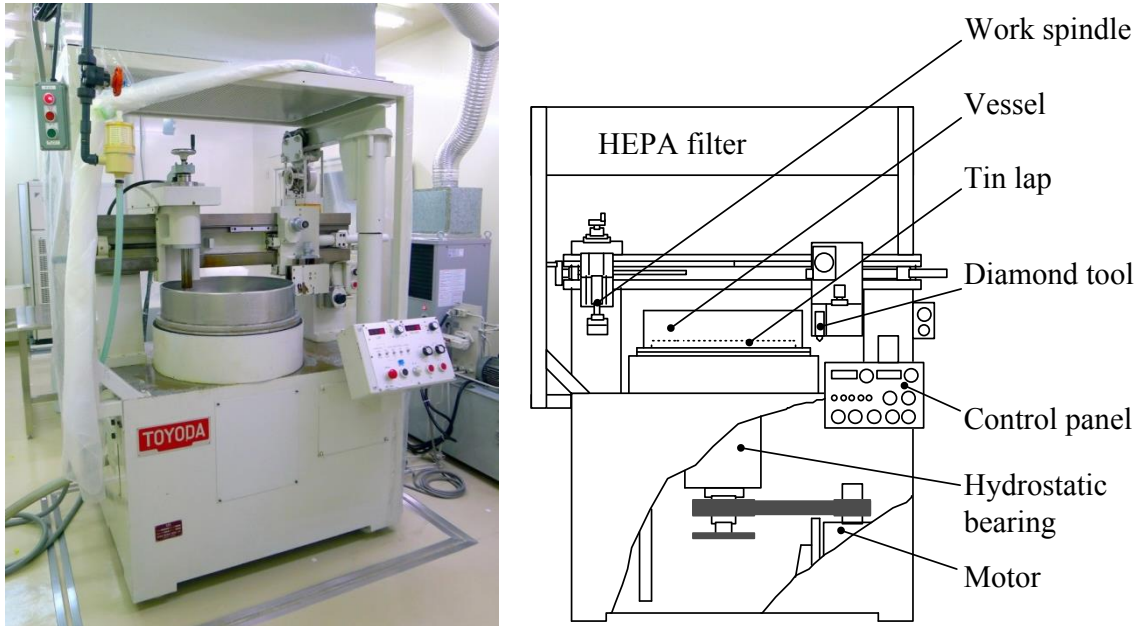 TOYODA
Work spindle
Vessel
HEPA filter
Tin lap
Diamond tool
Control panel
Hydrostatic
bearing
Motor